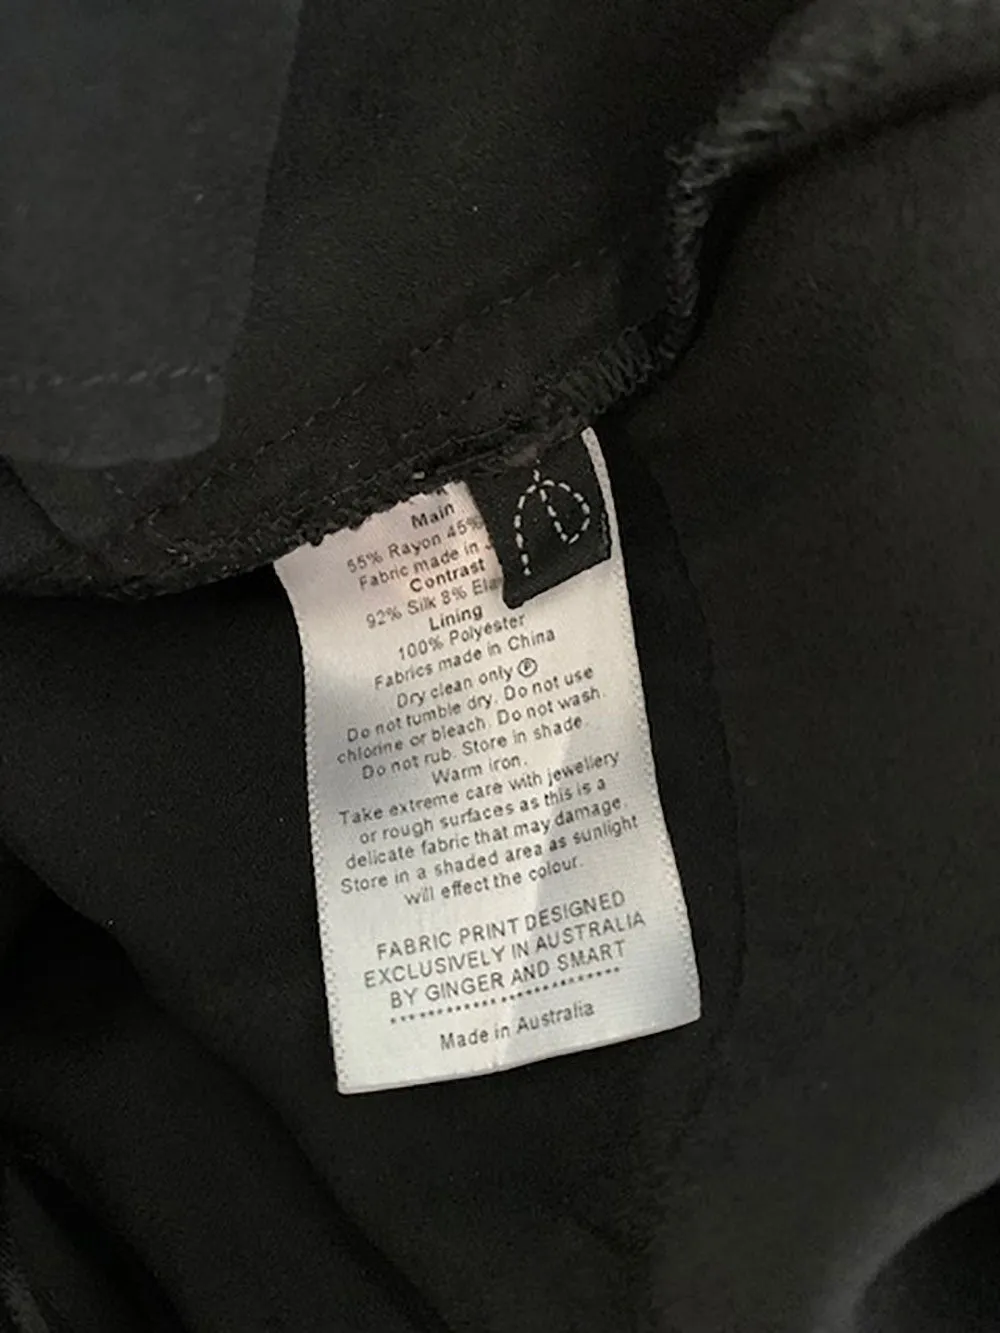 Main
55% Rayon 45%
Fabric made in
Contrast
92% Silk 8%
Lining
100% Polyester
Fabrics made in China
Dry clean only Ⓟ
Do not tumble dry. Do not use
chlorine or bleach. Do not wash.
Do not rub. Store in shade.
Warm iron.
Take extreme care with jewellery
or rough surfaces as this is a
delicate fabric that may damage.
Store in a shaded area as sunlight
will effect the colour.
FABRIC PRINT DESIGNED
EXCLUSIVELY IN AUSTRALIA
BY GINGER AND SMART
Made in Australia